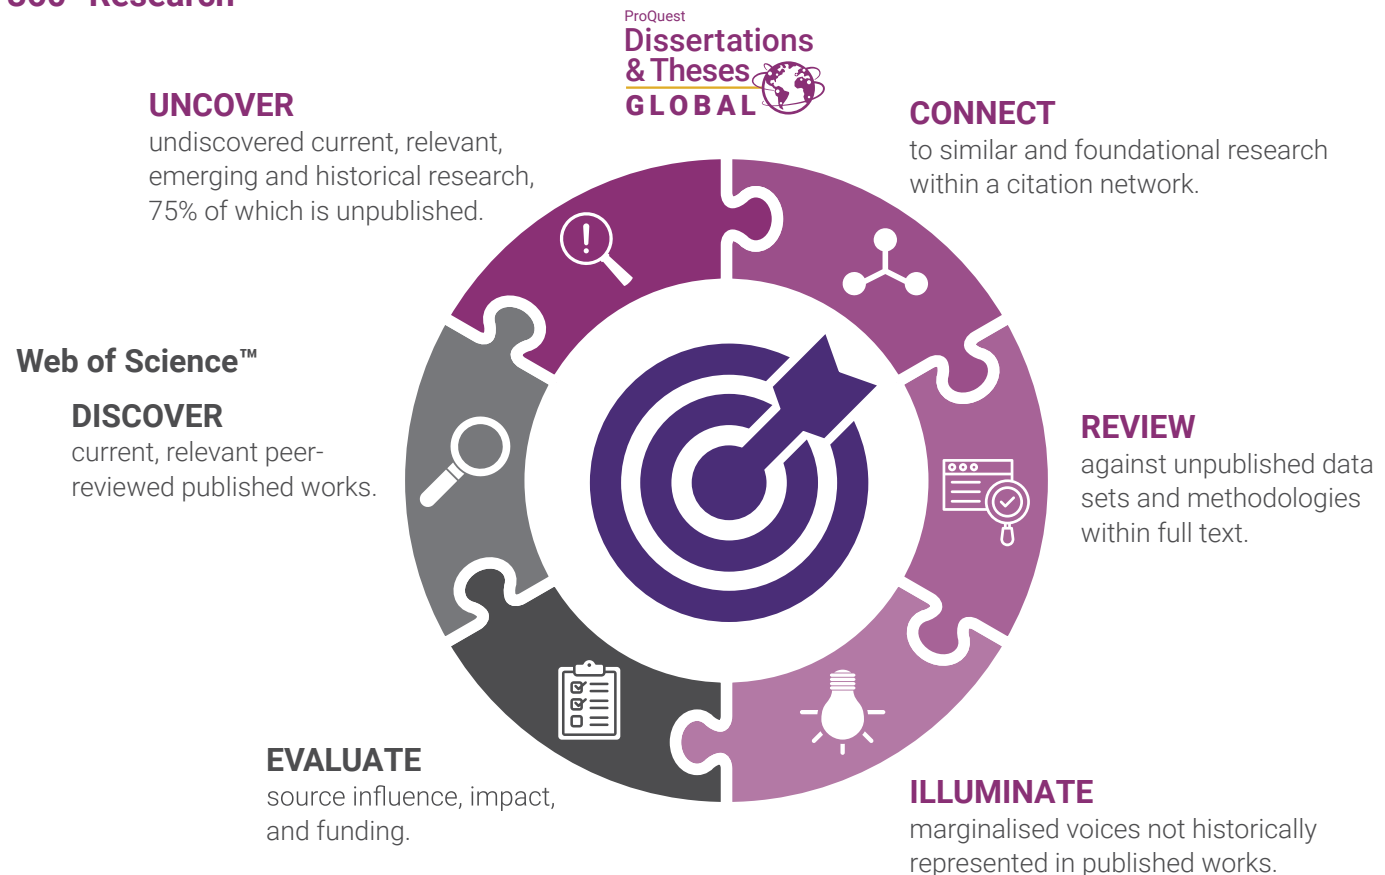 ProQuest
Dissertations
& Theses
GLOBAL
UNCOVER
undiscovered current, relevant,
emerging and historical research,
75% of which is unpublished.
CONNECT
to similar and foundational research
within a citation network.
Web of Science™
DISCOVER
current, relevant peer-
reviewed published works.
REVIEW
against unpublished data
sets and methodologies
within full text.
EVALUATE
source influence, impact,
and funding.
ILLUMINATE
marginalised voices not historically
represented in published works.